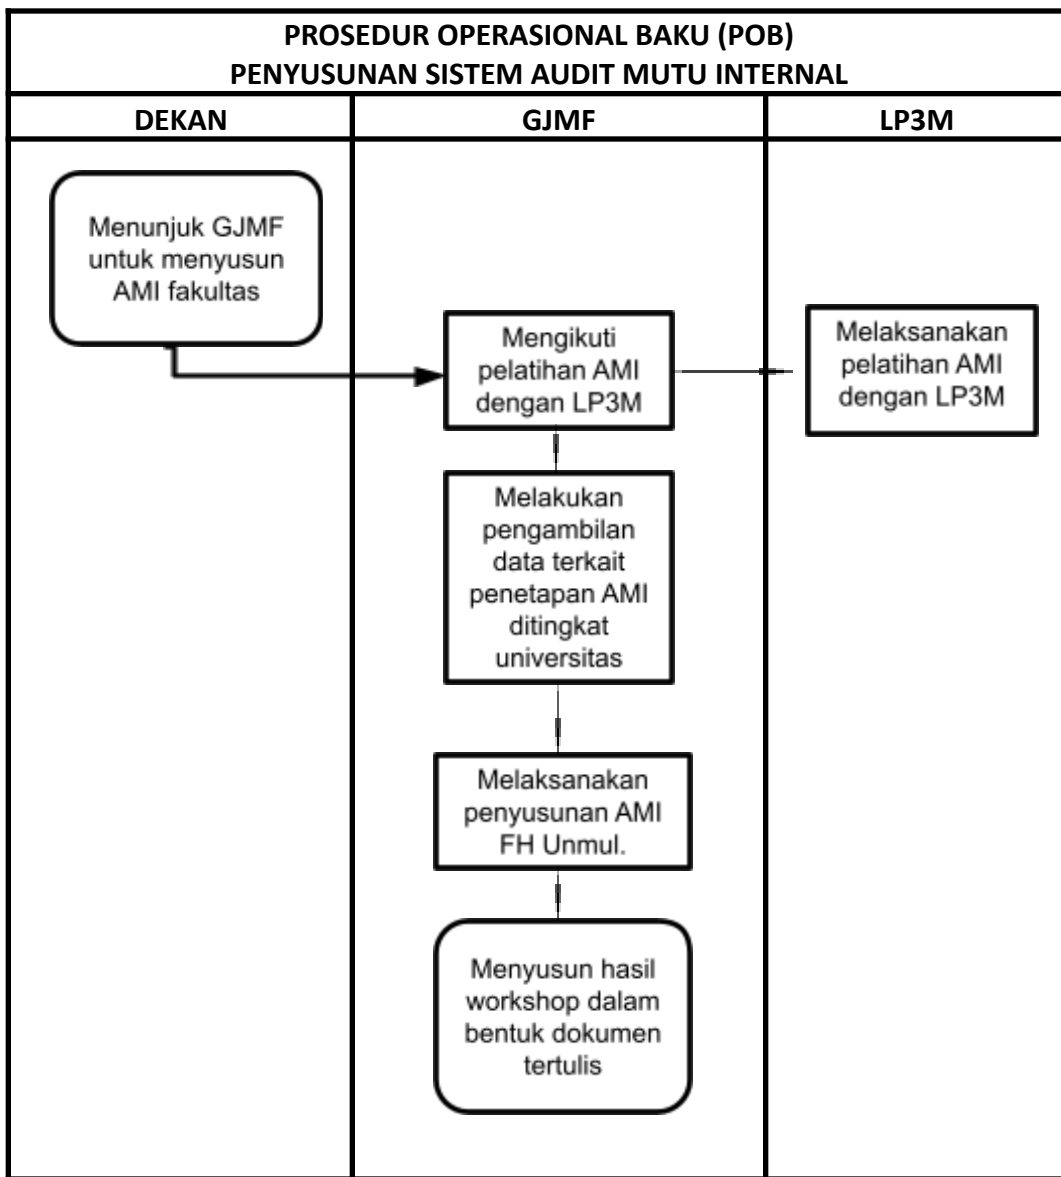 PROSEDUR OPERASIONAL BAKU (POB)
PENYUSUNAN SISTEM AUDIT MUTU INTERNAL
DEKAN
GJMF
LP3M
Menunjuk GJMF
untuk menyusun
AMI fakultas
Mengikuti
pelatihan AMI
dengan LP3M
Melaksanakan
pelatihan AMI
dengan LP3M
Melakukan
pengambilan
data terkait
penetapan AMI
ditingkat
universitas
Melaksanakan
penyusunan AMI
FH Unmul.
Menyusun hasil
workshop dalam
bentuk dokumen
tertulis